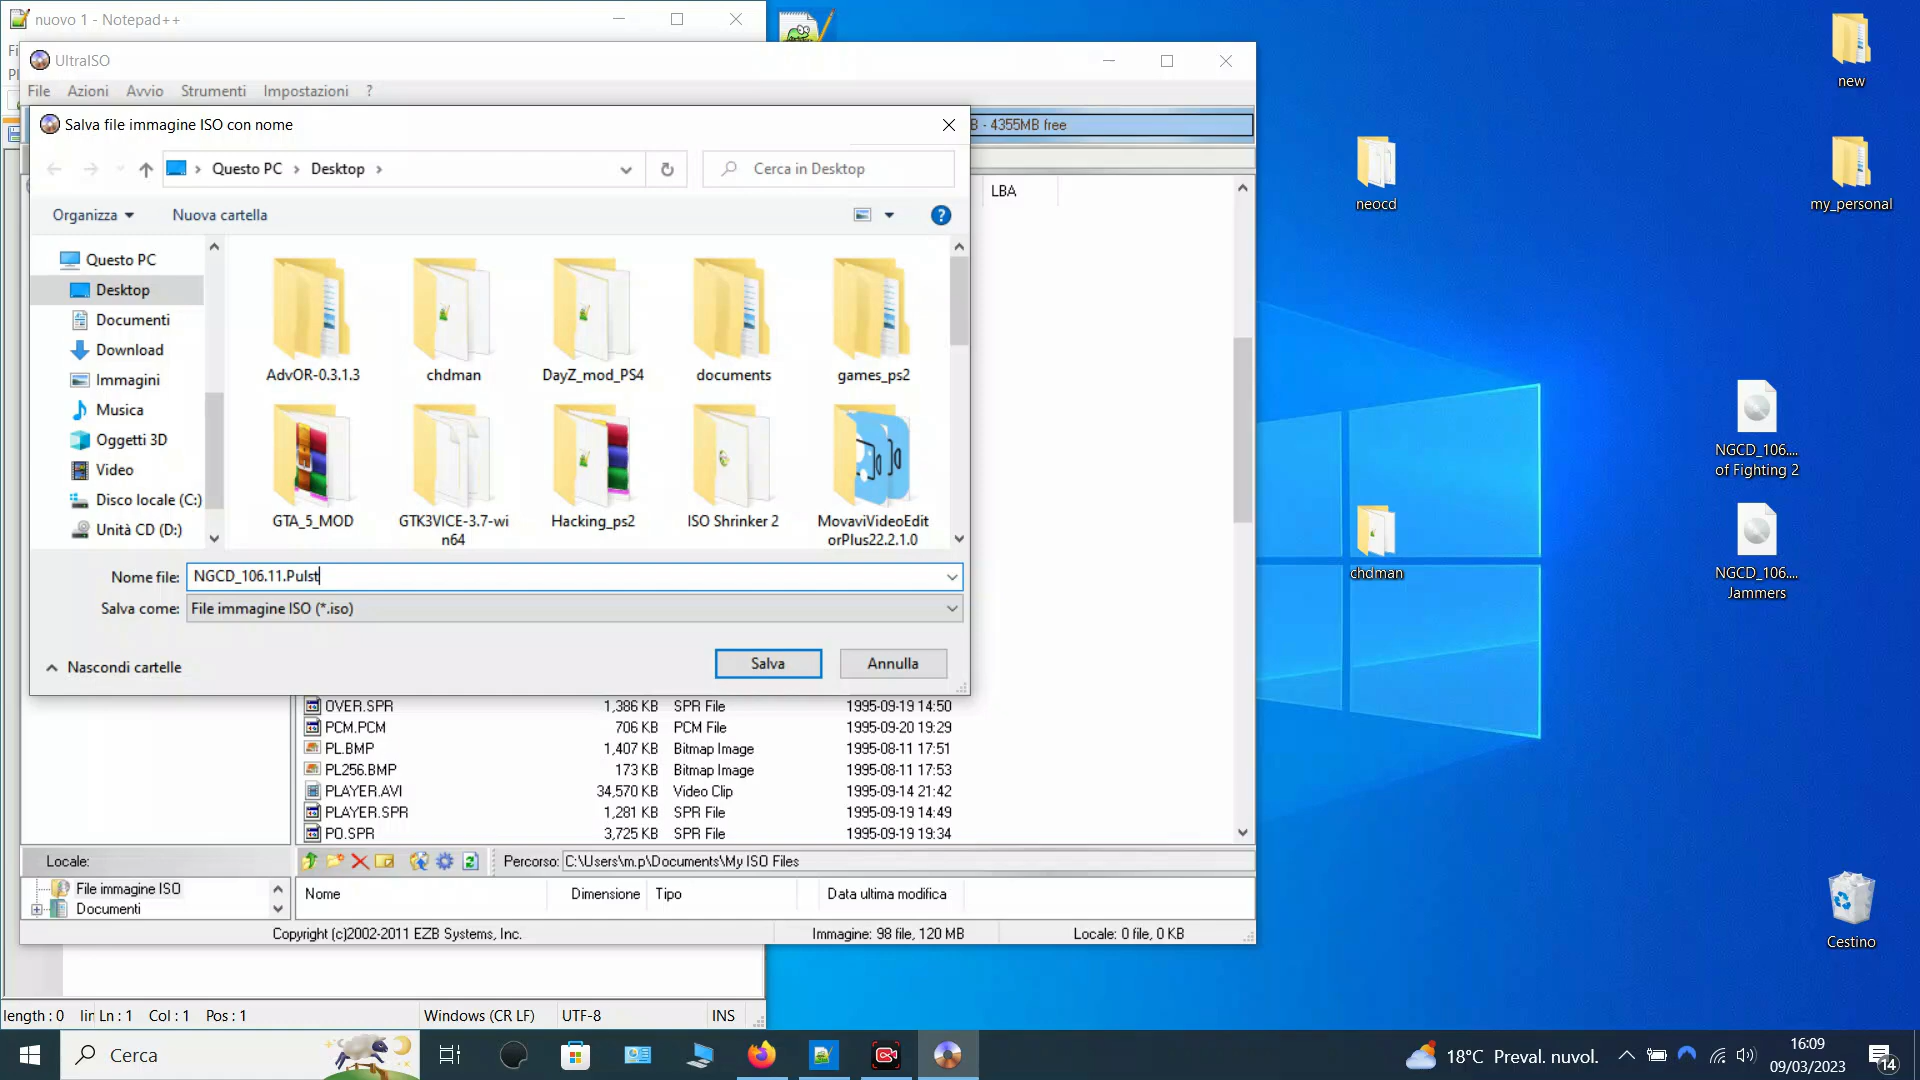 nuovo 1 - Notepad++
UltraISO
File Azioni Avvio Strumenti Impostazioni ?
Salva file immagine ISO con nome
- 4355MB free
Questo PC > Desktop >
Cerca in Desktop
Organizza
Nuova cartella
LBA
Questo PC
Desktop
Documenti
Download
Immagini
Musica
Oggetti 3D
Video
Disco locale (C:)
Unità CD (D:)
AdvOR-0.3.1.3
chdman
DayZ_mod_PS4
documents
games_ps2
GTA_5_MOD
GTK3VICE-3.7-wi
n64
Hacking_ps2
ISO Shrinker 2
MovaviVideoEdit
orPlus22.2.1.0
Nome file: NGCD_106.11.Pulst
Salva come: File immagine ISO (*.iso)
Nascondi cartelle
Salva
Annulla
OVER.SPR 1,386 KB SPR File 1995-09-19 14:50
PCM.PCM 706 KB PCM File 1995-09-20 19:29
PL.BMP 1,407 KB Bitmap Image 1995-08-11 17:51
PL256.BMP 173 KB Bitmap Image 1995-08-11 17:53
PLAYER.AVI 34,570 KB Video Clip 1995-09-14 21:42
PLAYER.SPR 1,281 KB SPR File 1995-09-19 14:49
PO.SPR 3,725 KB SPR File 1995-09-19 19:34
Locale:
Percorso: C:\Users\m.p\Documents\My ISO Files
File immagine ISO
Documenti
Nome Dimensione Tipo Data ultima modifica
Copyright (c)2002-2011 EZB Systems, Inc.
Immagine: 98 file, 120 MB
Locale: 0 file, 0 KB
length : 0 lin Ln : 1 Col : 1 Pos : 1 Windows (CR LF) UTF-8 INS
new
neocd
my_personal
NGCD_106....
of Fighting 2
chdman
NGCD_106....
Jammers
Cestino
Cerca
18°C Preval. nuvol.
16:09
09/03/2023
14